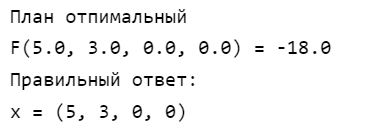 План отпимальный
F(5.0, 3.0, 0.0, 0.0) = -18.0
Правильный ответ:
x = (5, 3, 0, 0)